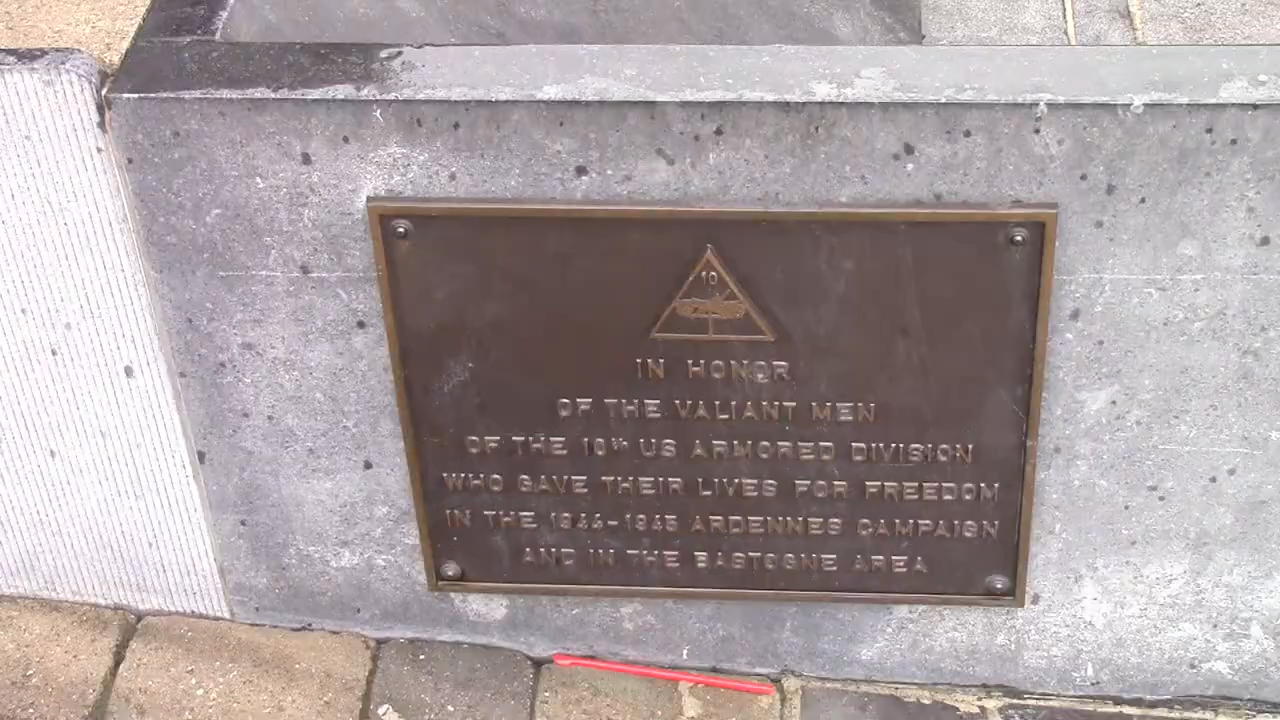 10
IN HONOR
OF THE VALIANT MEN
OF THE 10th US ARMORED DIVISION
WHO GAVE THEIR LIVES FOR FREEDOM
IN THE 1944-1945 ARDENNES CAMPAIGN
AND IN THE BASTOGNE AREA